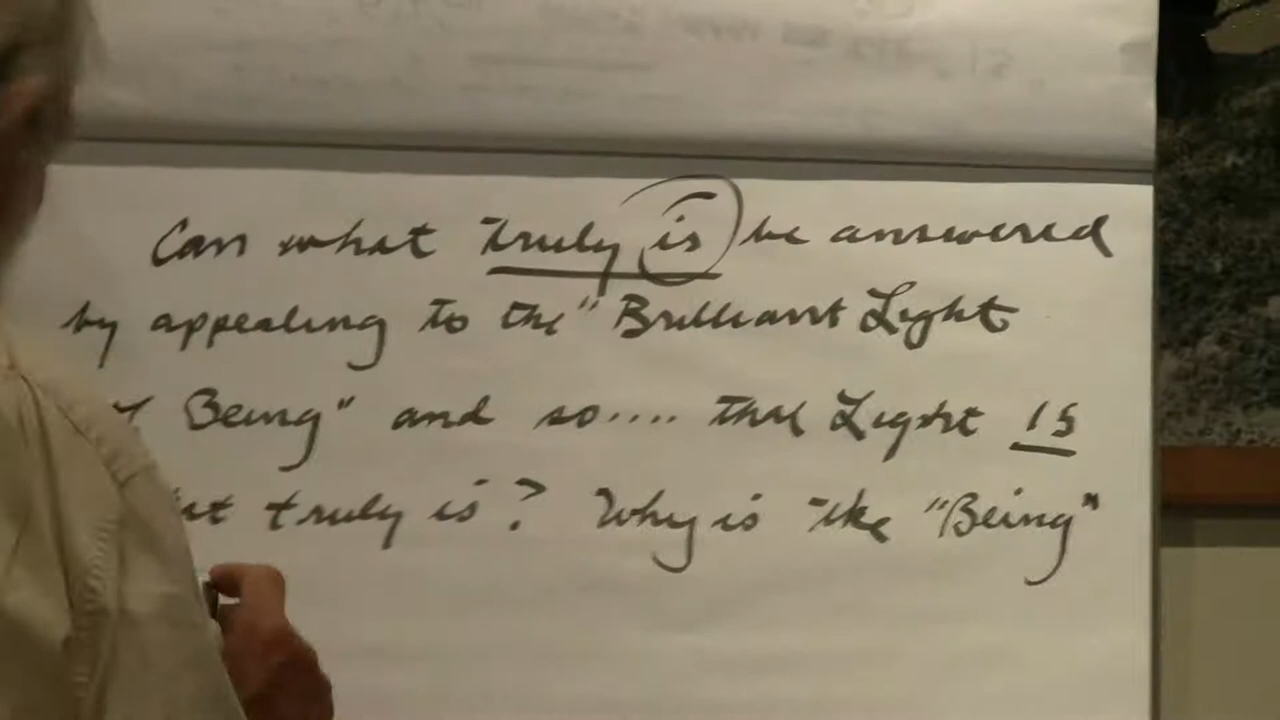 Can what truly is be answered
by appealing to the "Brilliant Light
Being" and so.... that Light is
truly is? Why is the "Being"